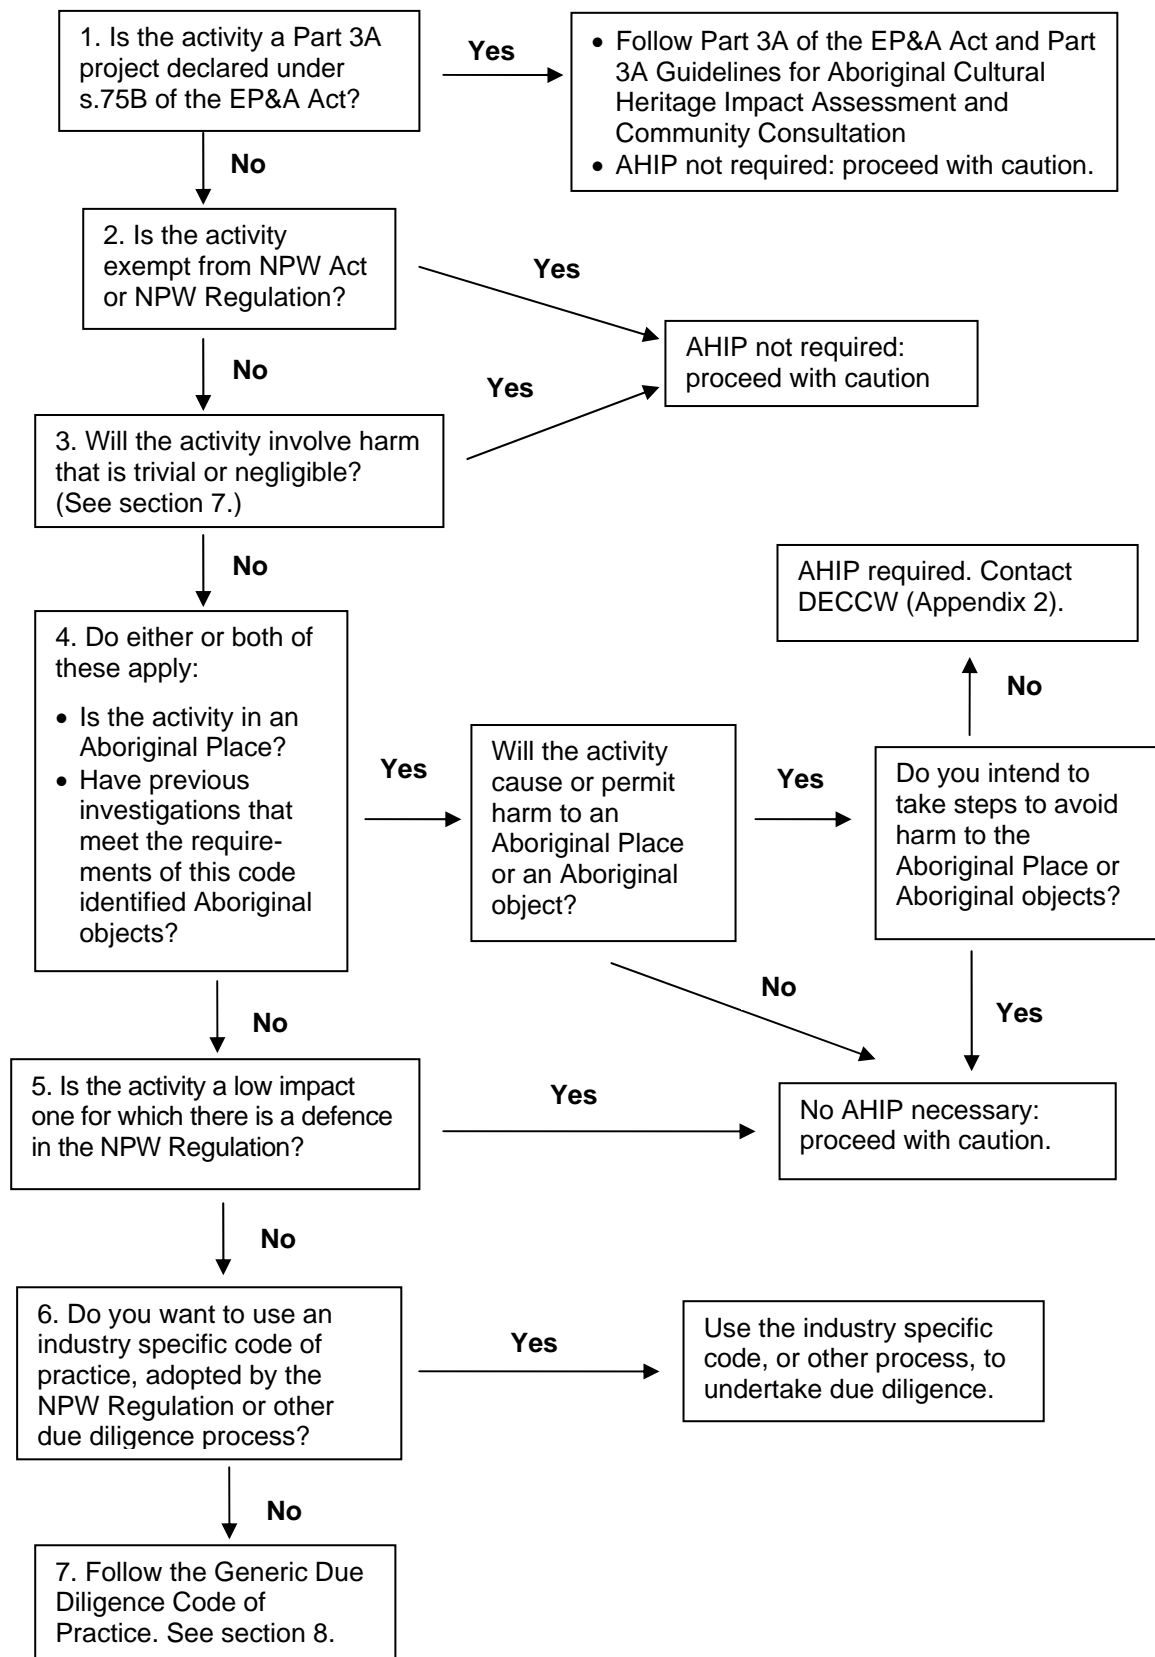 1. Is the activity a Part 3A
project declared under
s.75B of the EP&A Act?
Yes
• Follow Part 3A of the EP&A Act and Part
3A Guidelines for Aboriginal Cultural
Heritage Impact Assessment and
Community Consultation
• AHIP not required: proceed with caution.
No
2. Is the activity
exempt from NPW Act
or NPW Regulation?
Yes
AHIP not required:
proceed with caution
No
Yes
3. Will the activity involve harm
that is trivial or negligible?
(See section 7.)
No
AHIP required. Contact
DECCW (Appendix 2).
No
4. Do either or both of
these apply:
• Is the activity in an
Aboriginal Place?
• Have previous
investigations that
meet the require-
ments of this code
identified Aboriginal
objects?
Yes
Will the activity
cause or permit
harm to an
Aboriginal Place
or an Aboriginal
object?
Yes
Do you intend to
take steps to avoid
harm to the
Aboriginal Place or
Aboriginal objects?
No
Yes
No
5. Is the activity a low impact
one for which there is a defence
in the NPW Regulation?
Yes
No AHIP necessary:
proceed with caution.
No
6. Do you want to use an
industry specific code of
practice, adopted by the
NPW Regulation or other
due diligence process?
Yes
Use the industry specific
code, or other process, to
undertake due diligence.
No
7. Follow the Generic Due
Diligence Code of
Practice. See section 8.